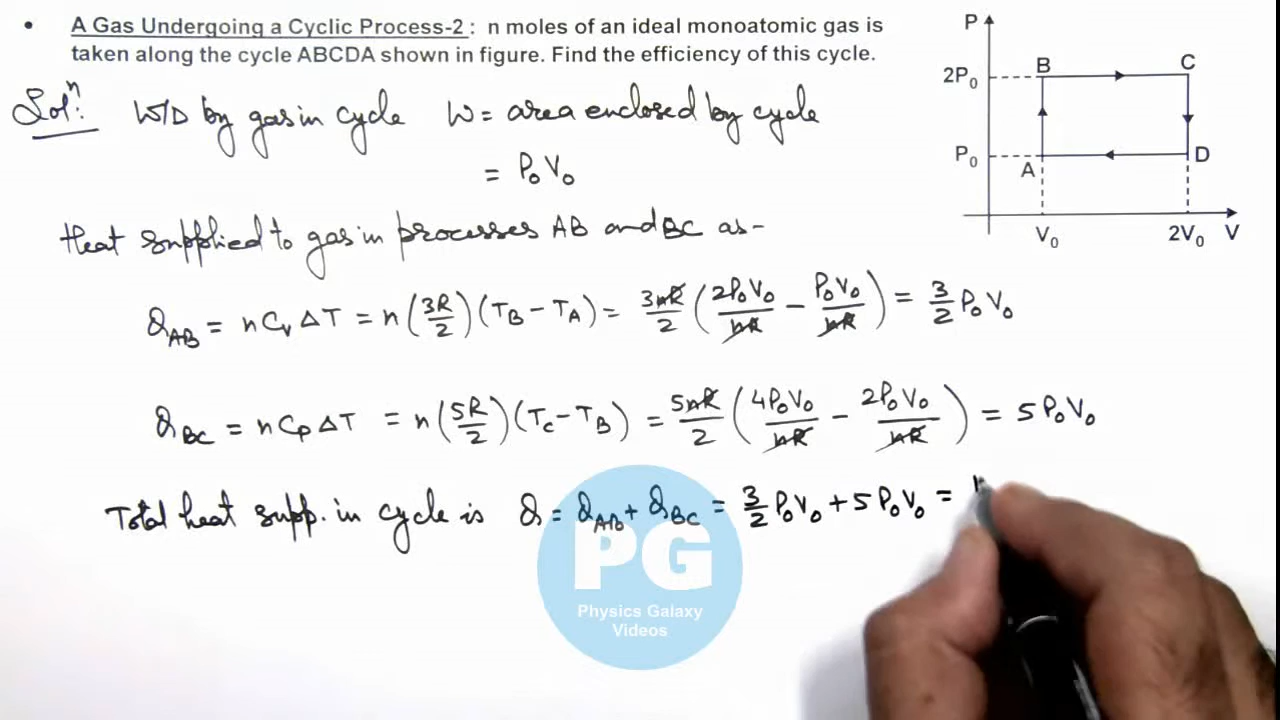 • A Gas Undergoing a Cyclic Process-2 : n moles of an ideal monoatomic gas is
taken along the cycle ABCDA shown in figure. Find the efficiency of this cycle.
P
2P₀
B
C
P₀
A
D
V₀
2V₀
V
Solⁿ: W/D by gas in cycle W = area enclosed by cycle
= P₀V₀
Heat supplied to gas in processes AB and BC as-
Q_AB = nC_v ΔT = n(3R/2)(T_B − T_A) = 3nR/2 (2P₀V₀/nR − P₀V₀/nR) = 3/2 P₀V₀
Q_BC = nC_P ΔT = n(5R/2)(T_C − T_B) = 5nR/2 (4P₀V₀/nR − 2P₀V₀/nR) = 5P₀V₀
Total heat supp. in cycle is Q = Q_AB + Q_BC = 3/2 P₀V₀ + 5P₀V₀ =
PG
Physics Galaxy
Videos